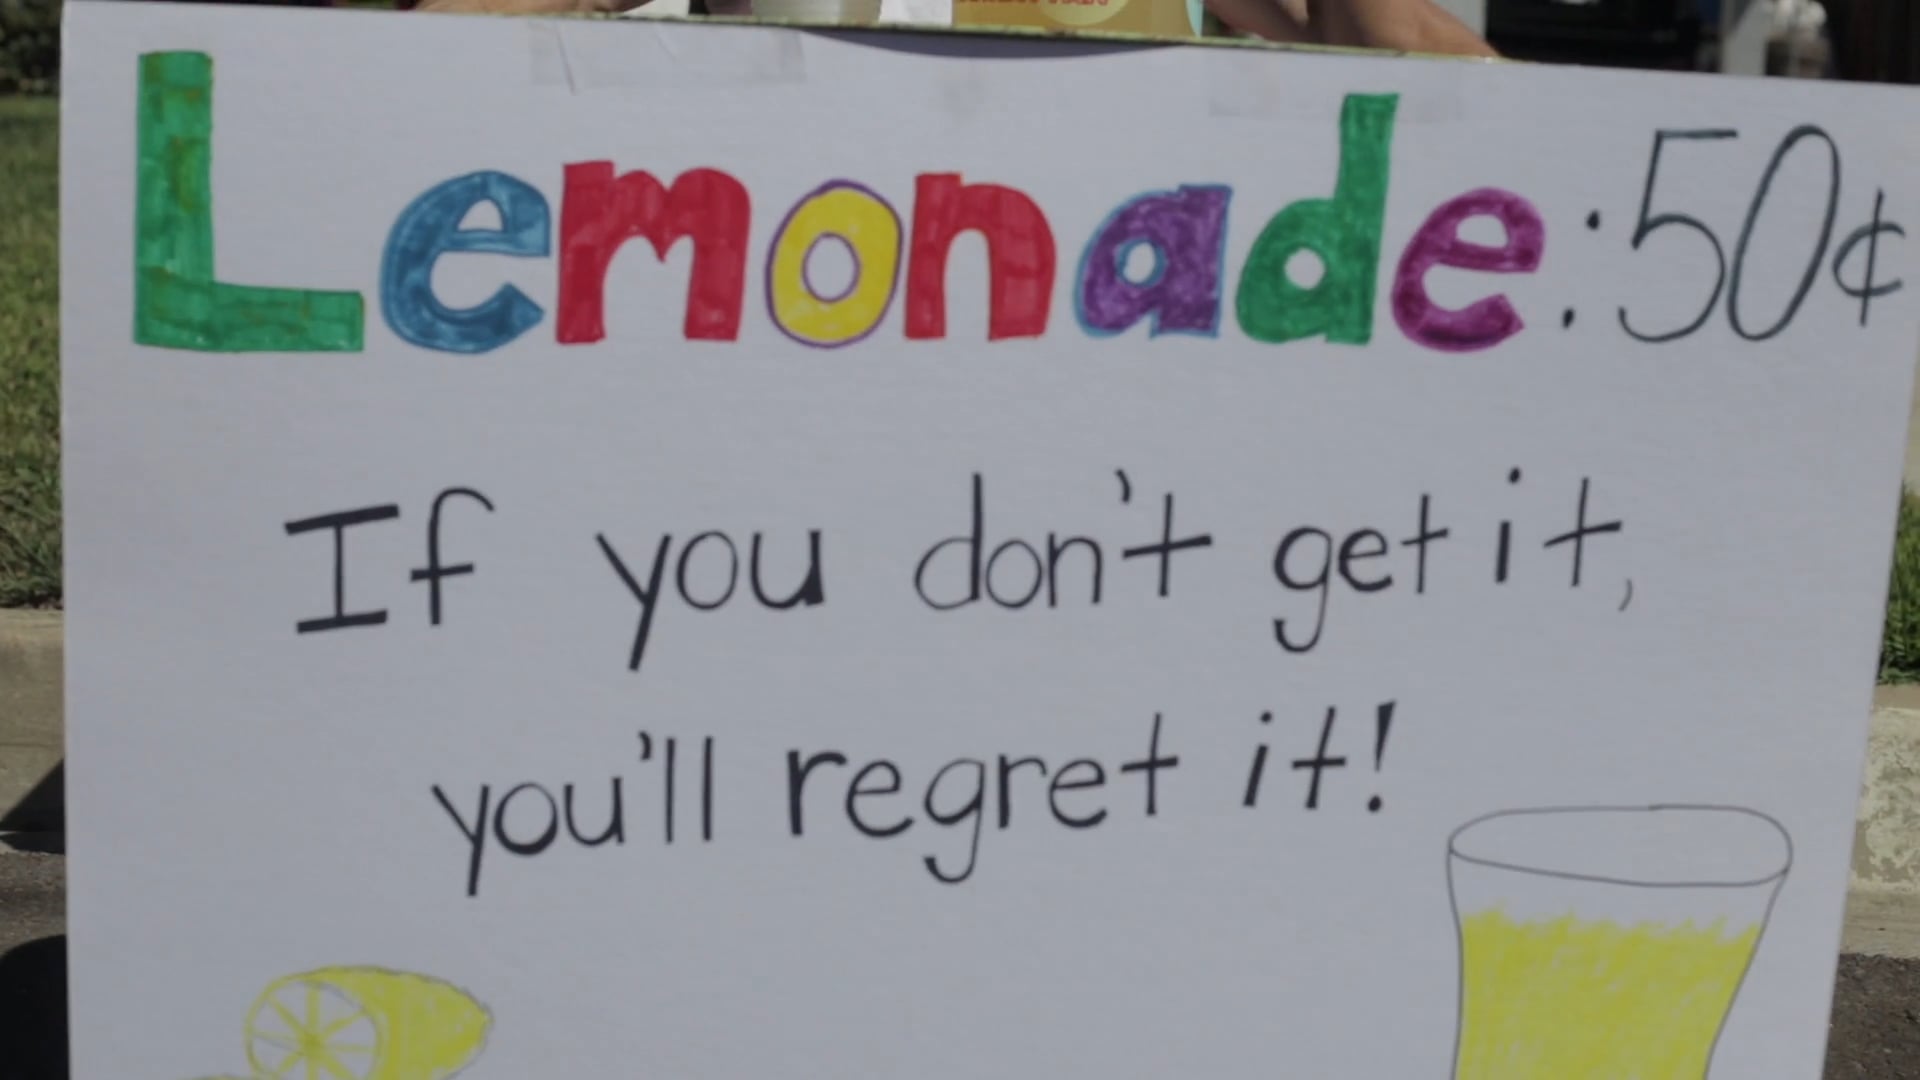 Lemonade: 50¢
If you don't get it,
you'll regret it!